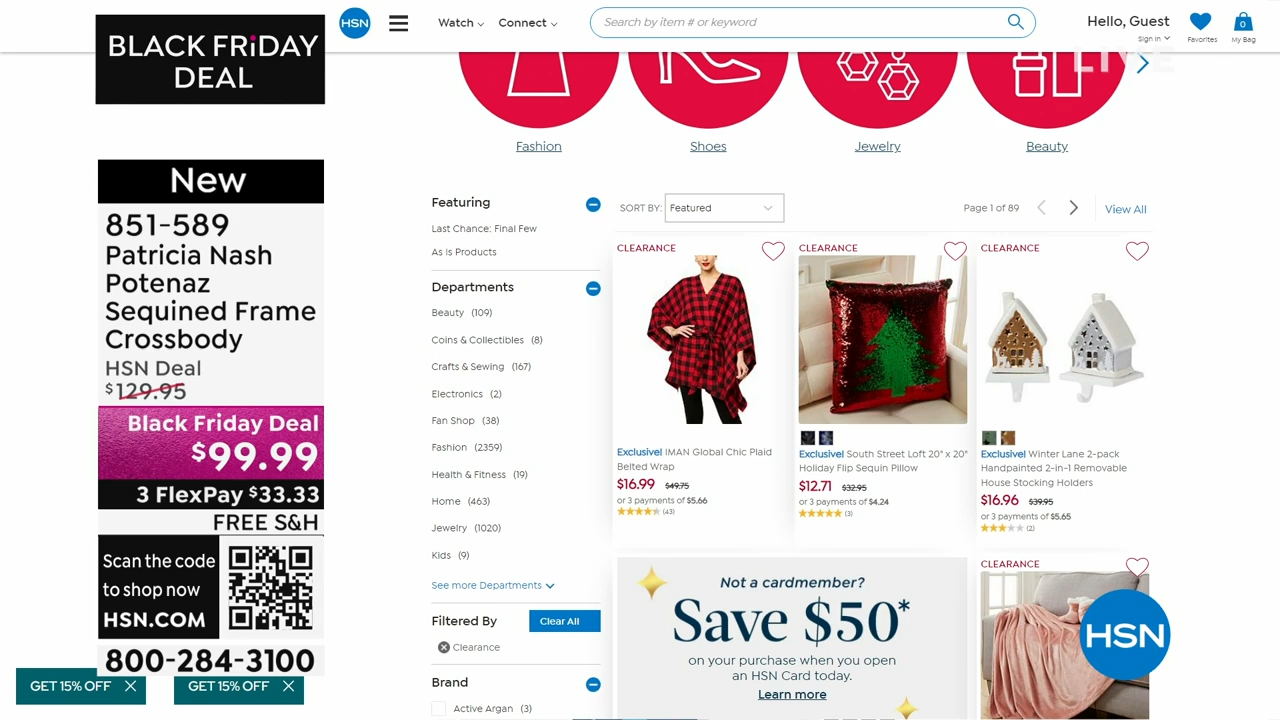 BLACK FRiDAY
DEAL
New
851-589
Patricia Nash
Potenaz
Sequined Frame
Crossbody
HSN Deal
$129.95
Black Friday Deal
$99.99
3 FlexPay $33.33
FREE S&H
Scan the code
to shop now
HSN.COM
800-284-3100
GET 15% OFF
GET 15% OFF
HSN
Watch
Connect
Search by item # or keyword
Hello, Guest
Sign in
Favorites
0
My Bag
LIVE
Fashion
Shoes
Jewelry
Beauty
Featuring
Last Chance: Final Few
As Is Products
Departments
Beauty (109)
Coins & Collectibles (8)
Crafts & Sewing (167)
Electronics (2)
Fan Shop (38)
Fashion (2359)
Health & Fitness (19)
Home (463)
Jewelry (1020)
Kids (9)
See more Departments
Filtered By
Clear All
Clearance
Brand
Active Argan (3)
SORT BY:
Featured
Page 1 of 89
View All
CLEARANCE
Exclusive! IMAN Global Chic Plaid
Belted Wrap
$16.99 $49.75
or 3 payments of $5.66
(43)
CLEARANCE
Exclusive! South Street Loft 20" x 20"
Holiday Flip Sequin Pillow
$12.71 $32.95
or 3 payments of $4.24
(3)
CLEARANCE
Exclusive! Winter Lane 2-pack
Handpainted 2-in-1 Removable
House Stocking Holders
$16.96 $39.95
or 3 payments of $5.65
(2)
Not a cardmember?
Save $50*
on your purchase when you open
an HSN Card today.
Learn more
CLEARANCE
HSN